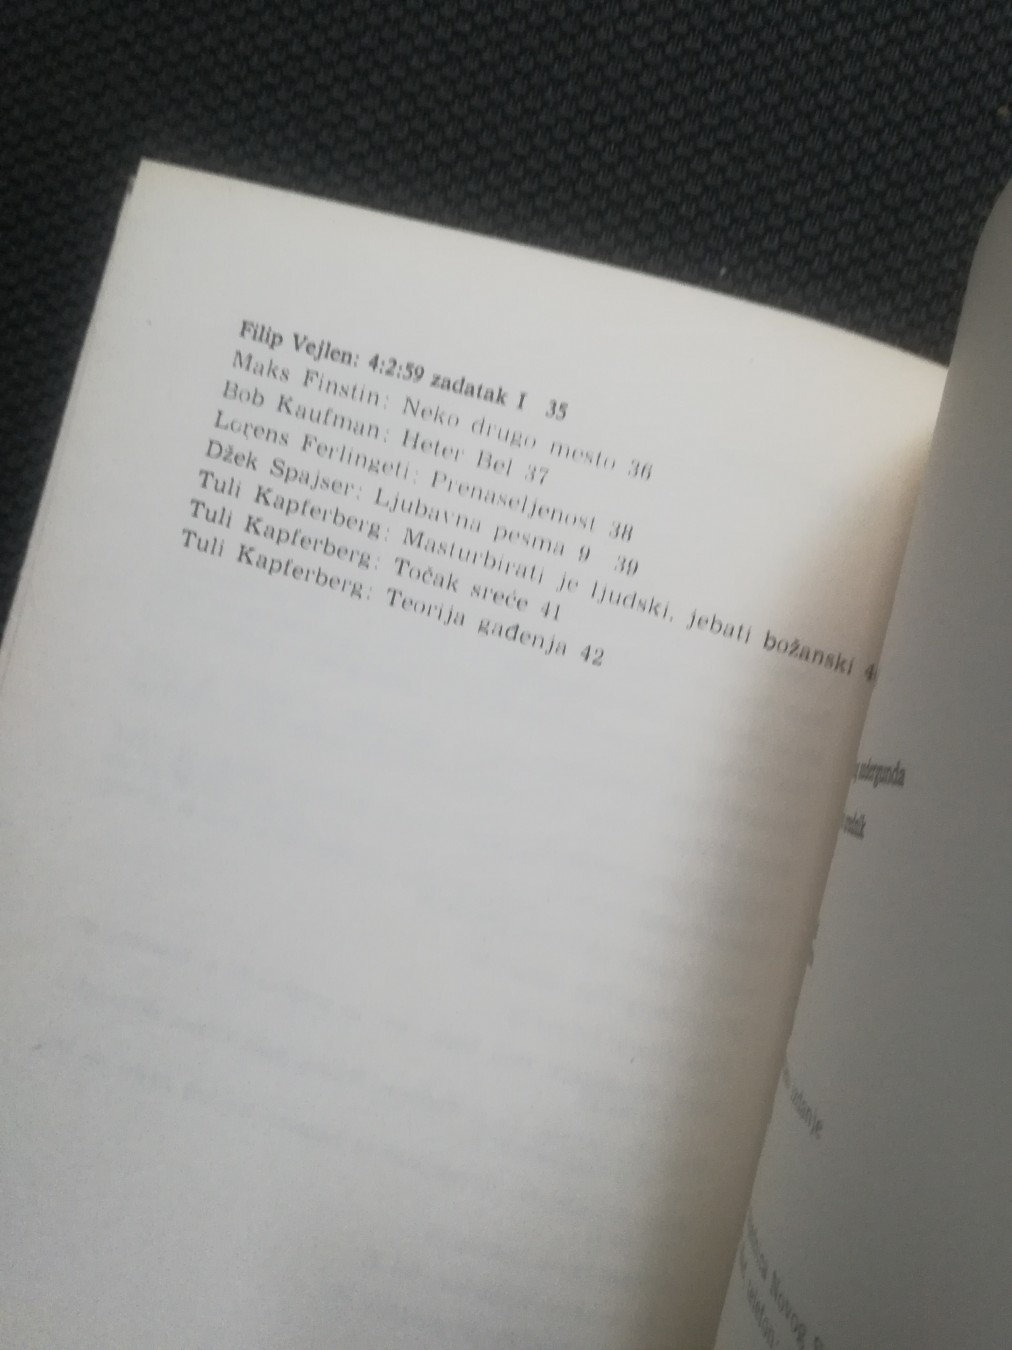 Filip Vejlen: 4:2:59 zadatak I 35
Maks Finstin: Neko drugo mesto 36
Bob Kaufman: Heter Bel 37
Lorens Ferlingeti: Prenaseljenost 38
Džek Spajser: Ljubavna pesma 9 39
Tuli Kapferberg: Masturbirati je ljudski, jebati božanski
Tuli Kapferberg: Točak sreće 41
Tuli Kapferberg: Teorija gađenja 42
Novog